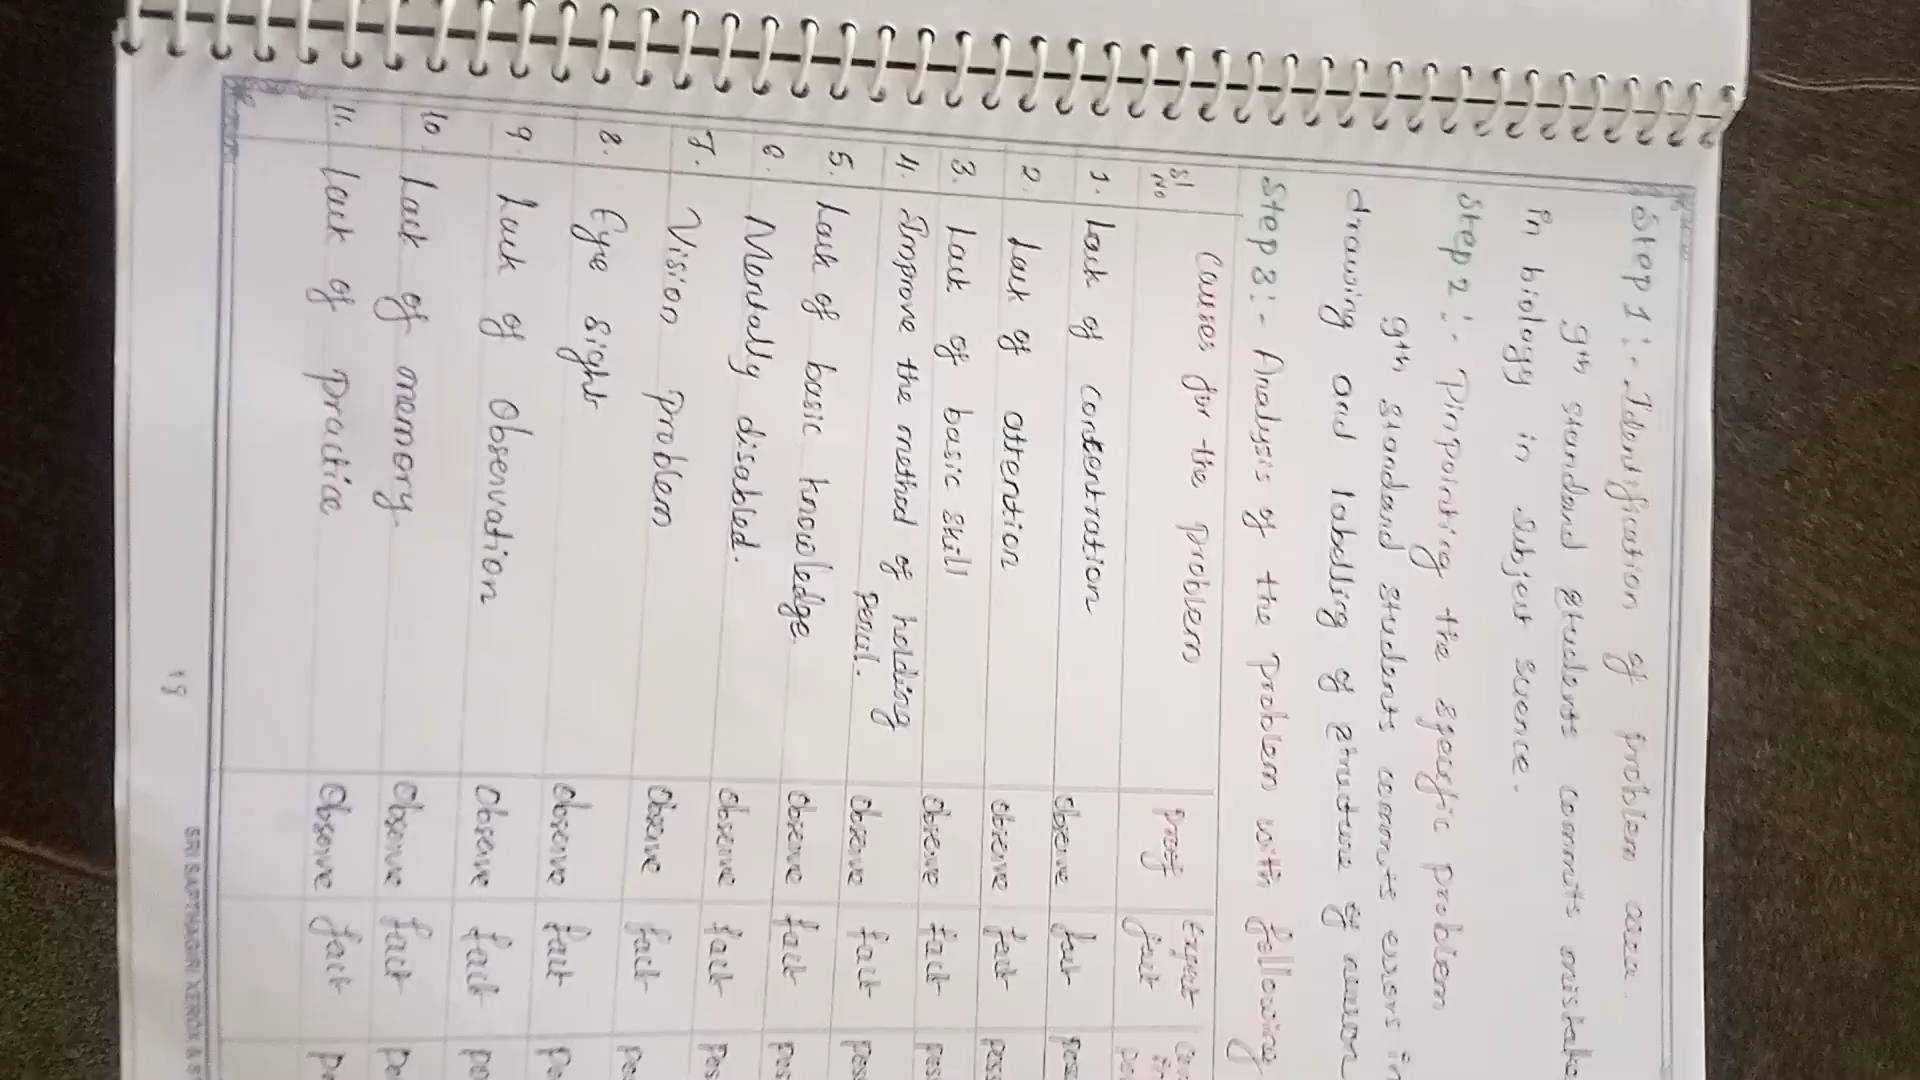 Step 1:- Identification of problem area.
9th standard students commits mistake
in biology in subject science.
Step 2:- Pinpointing the specific problem
9th standard students commits errors in
drawing and labelling of structure of
Step 3:- Analysis of the problem with following
Sl No Causes for the problem Proof
fact
1. Lack of concentration observe fact
2. Lack of attention observe fact
3. Lack of basic skill observe fact
4. Improve the method of holding pencil. observe fact
5. Lack of basic knowledge. observe fact
6. Mentally disabled. observe fact
7. Vision problem observe fact
8. Eye sight observe fact
9. Lack of observation observe fact
10. Lack of memory observe fact
11. Lack of practice observe fact
19
SRI SAPTHAGIRI XEROX &